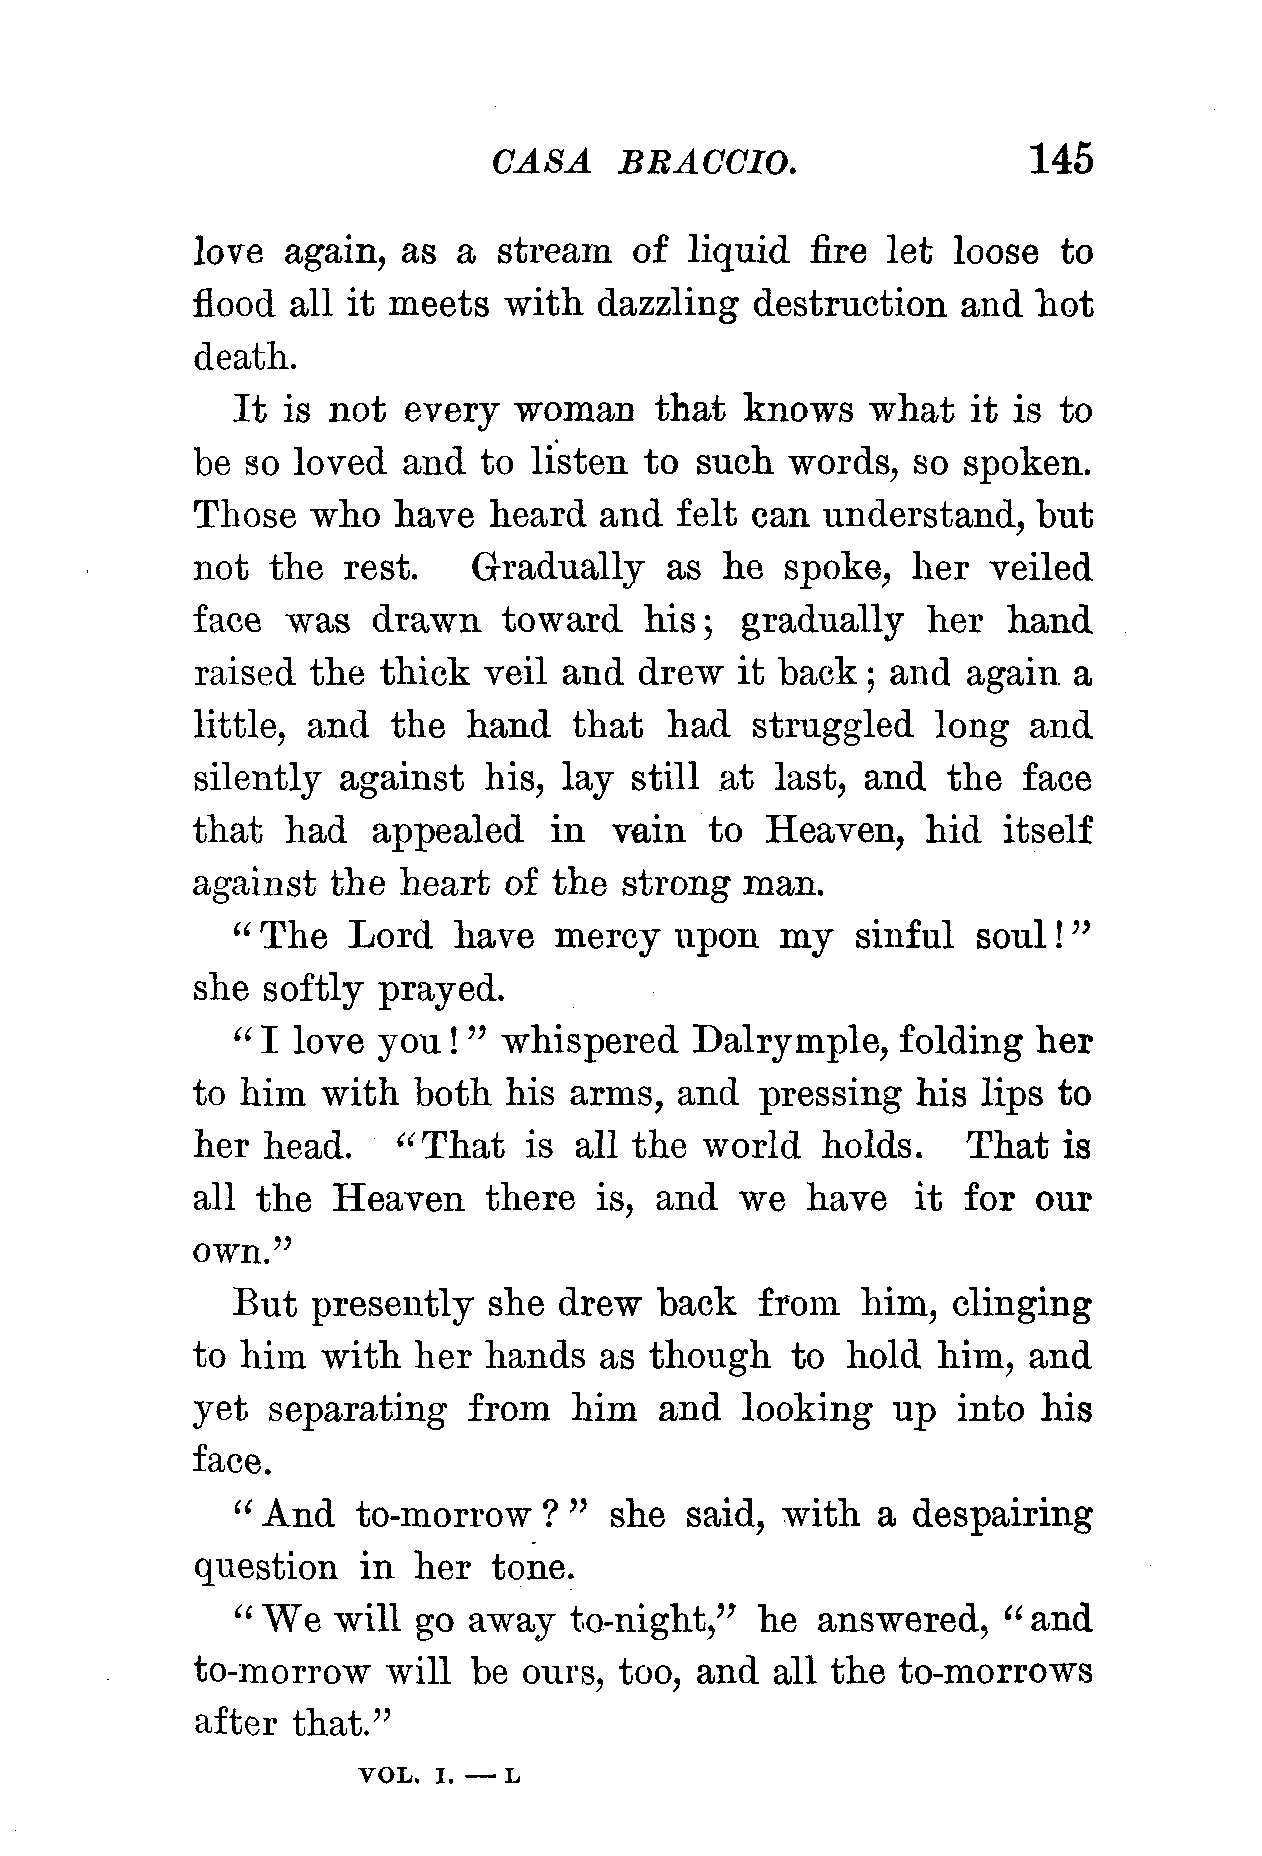 CASA BRACCIO. 145
love again, as a stream of liquid fire let loose to
flood all it meets with dazzling destruction and hot
death.
It is not every woman that knows what it is to
be so loved and to listen to such words, so spoken.
Those who have heard and felt can understand, but
not the rest. Gradually as he spoke, her veiled
face was drawn toward his; gradually her hand
raised the thick veil and drew it back; and again a
little, and the hand that had struggled long and
silently against his, lay still at last, and the face
that had appealed in vain to Heaven, hid itself
against the heart of the strong man.
“The Lord have mercy upon my sinful soul!”
she softly prayed.
“I love you!” whispered Dalrymple, folding her
to him with both his arms, and pressing his lips to
her head. “That is all the world holds. That is
all the Heaven there is, and we have it for our
own.”
But presently she drew back from him, clinging
to him with her hands as though to hold him, and
yet separating from him and looking up into his
face.
“And to-morrow?” she said, with a despairing
question in her tone.
“We will go away to-night,” he answered, “and
to-morrow will be ours, too, and all the to-morrows
after that.”
VOL. I. — L